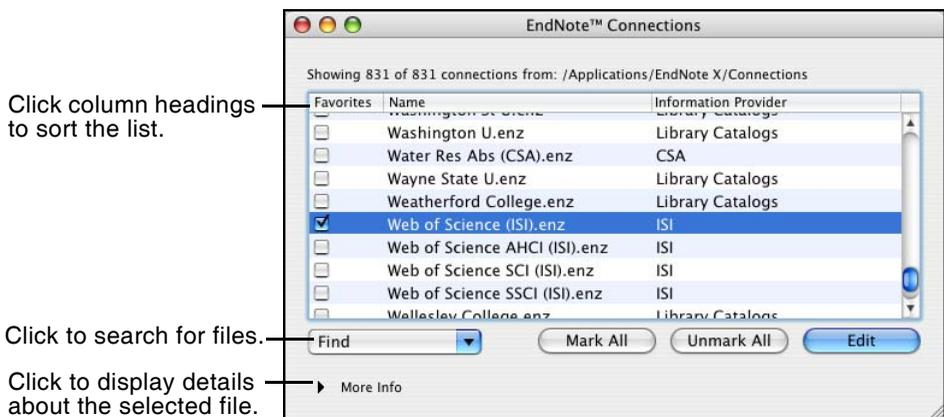 EndNote™ Connections
Showing 831 of 831 connections from: /Applications/EndNote X/Connections
Click column headings
to sort the list.
Favorites Name Information Provider
Washington St U.enz Library Catalogs
Washington U.enz Library Catalogs
Water Res Abs (CSA).enz CSA
Wayne State U.enz Library Catalogs
Weatherford College.enz Library Catalogs
Web of Science (ISI).enz ISI
Web of Science AHCI (ISI).enz ISI
Web of Science SCI (ISI).enz ISI
Web of Science SSCI (ISI).enz ISI
Wellesley College.enz Library Catalogs
Click to search for files.
Find Mark All Unmark All Edit
Click to display details
about the selected file.
More Info